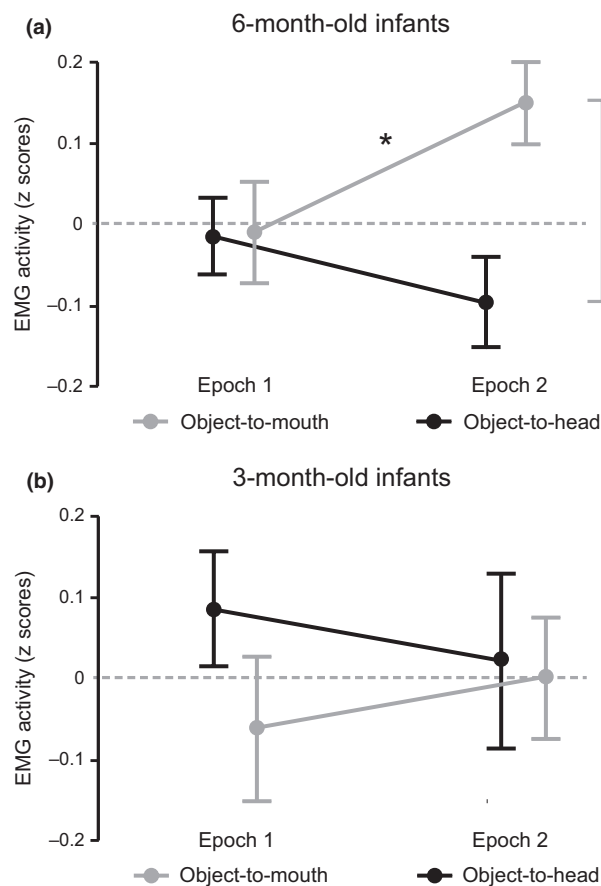 (a) 6-month-old infants
EMG activity (z scores)
0.2
0.1
0
–0.1
–0.2
*
Epoch 1 Epoch 2
Object-to-mouth Object-to-head
(b) 3-month-old infants
EMG activity (z scores)
0.2
0.1
0
–0.1
–0.2
Epoch 1 Epoch 2
Object-to-mouth Object-to-head